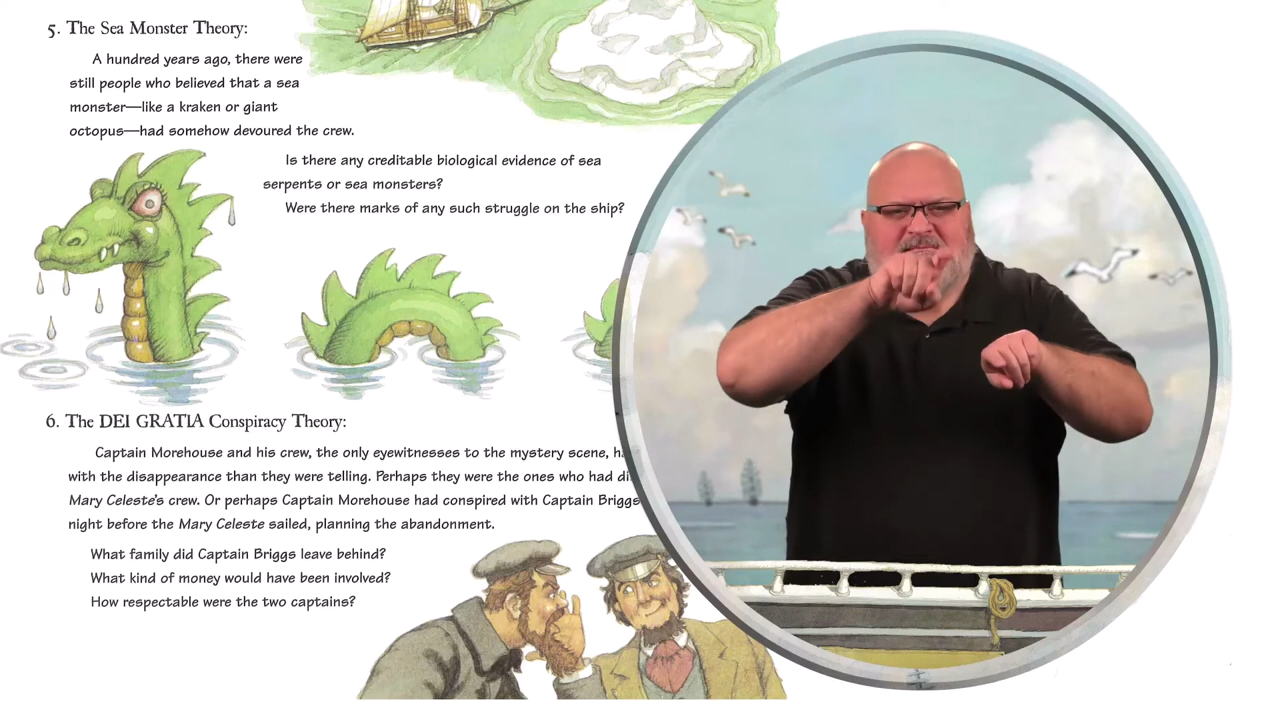 5. The Sea Monster Theory:
A hundred years ago, there were
still people who believed that a sea
monster—like a kraken or giant
octopus—had somehow devoured the crew.
Is there any creditable biological evidence of sea
serpents or sea monsters?
Were there marks of any such struggle on the ship?
6. The DEI GRATIA Conspiracy Theory:
Captain Morehouse and his crew, the only eyewitnesses to the mystery scene,
with the disappearance than they were telling. Perhaps they were the ones who had
Mary Celeste's crew. Or perhaps Captain Morehouse had conspired with Captain Briggs
night before the Mary Celeste sailed, planning the abandonment.
What family did Captain Briggs leave behind?
What kind of money would have been involved?
How respectable were the two captains?